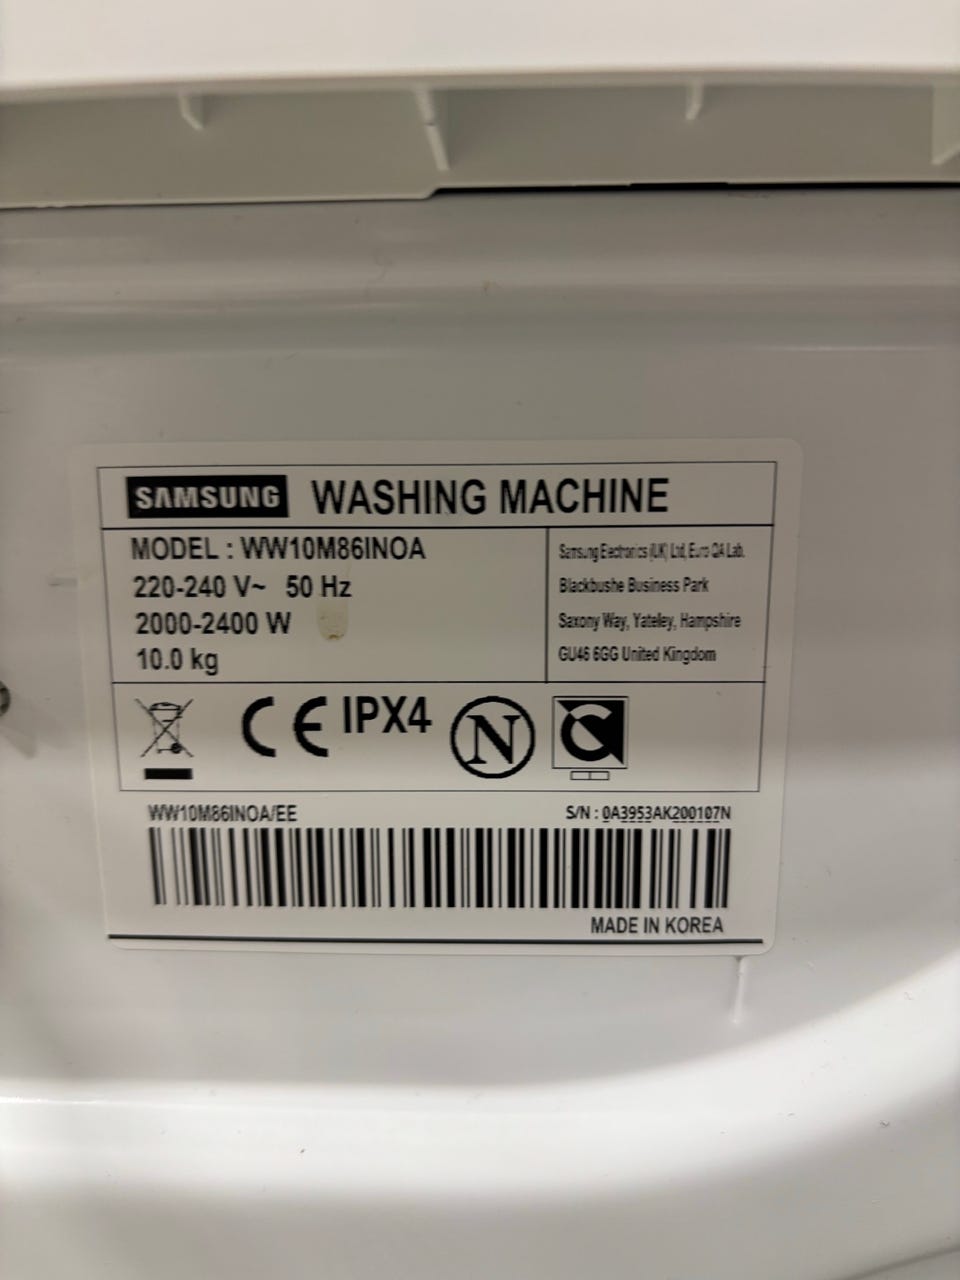 SAMSUNG WASHING MACHINE
MODEL : WW10M86INOA
220-240 V~ 50 Hz
2000-2400 W
10.0 kg
Samsung Electronics (UK) Ltd, Euro QA Lab.
Blackbushe Business Park
Saxony Way, Yateley, Hampshire
GU46 6GG United Kingdom
CE IPX4 N
WW10M86INOA/EE
S/N : 0A3953AK200107N
MADE IN KOREA